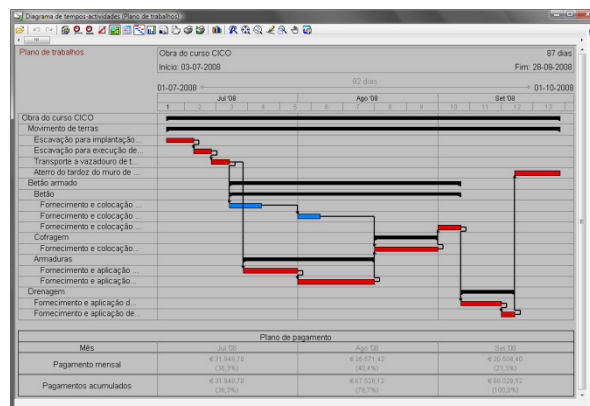 Diagrama de tempos-actividades (Plano de trabalhos)
Plano de trabalhos
Obra do curso CICO 87 dias
Início: 03-07-2008 Fim: 28-09-2008
82 dias
01-07-2008 01-10-2008
Jul '08 Ago '08 Set '08
1 2 3 4 5 6 7 8 9 10 11 12 13
Obra do curso CICO
Movimento de terras
Escavação para implantação...
Escavação para execução de...
Transporte a vazadouro de t...
Aterro do tardoz do muro de ...
Betão armado
Betão
Fornecimento e colocação ...
Fornecimento e colocação ...
Fornecimento e colocação ...
Cofragem
Fornecimento e colocação...
Armaduras
Fornecimento e aplicação ...
Fornecimento e aplicação...
Drenagem
Fornecimento e aplicação d...
Fornecimento e aplicação de...
Plano de pagamento
Mês Jul '08 Ago '08 Set '08
Pagamento mensal
(40,4%)
Pagamentos acumulados
(100,0%)